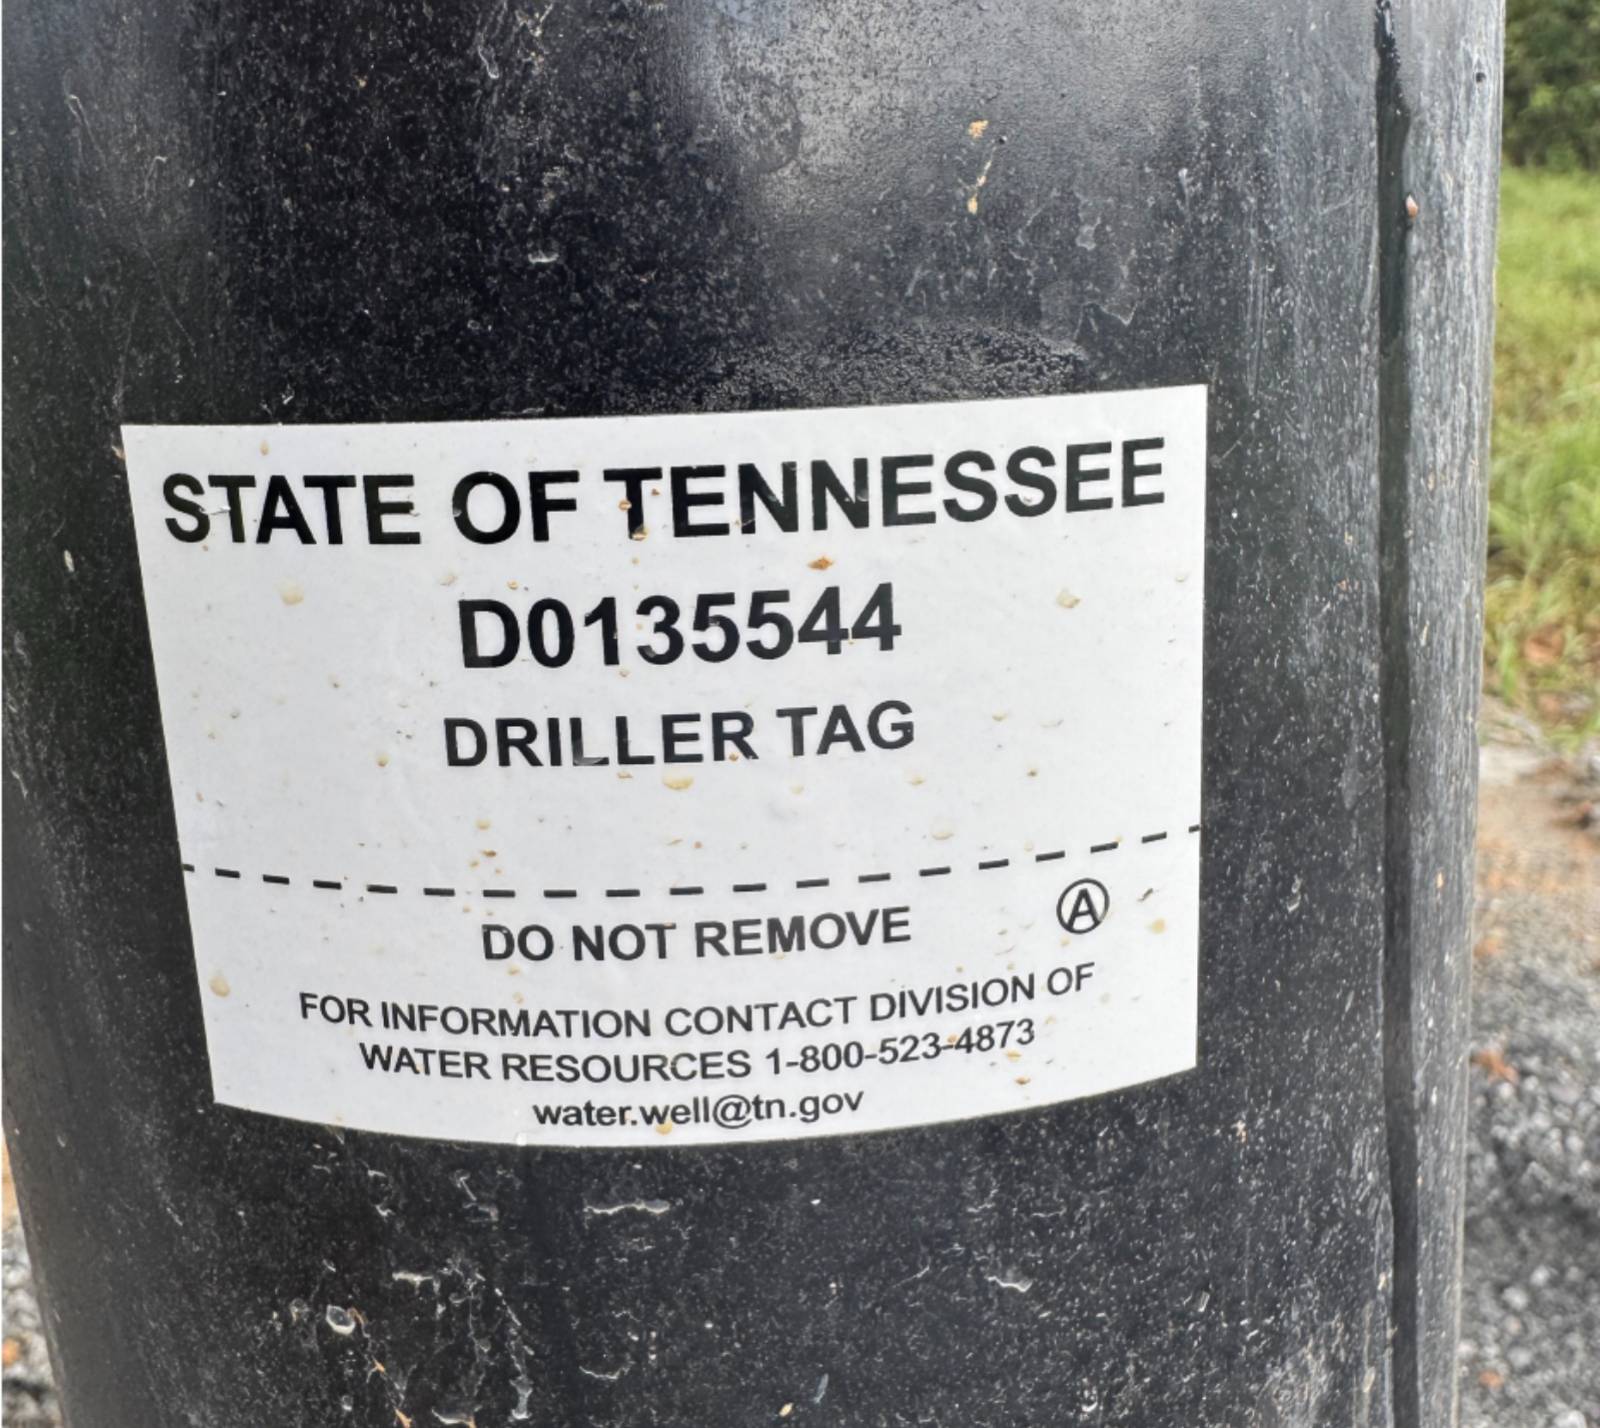 STATE OF TENNESSEE
D0135544
DRILLER TAG
DO NOT REMOVE
Ⓐ
FOR INFORMATION CONTACT DIVISION OF
WATER RESOURCES 1-800-523-4873
water.well@tn.gov